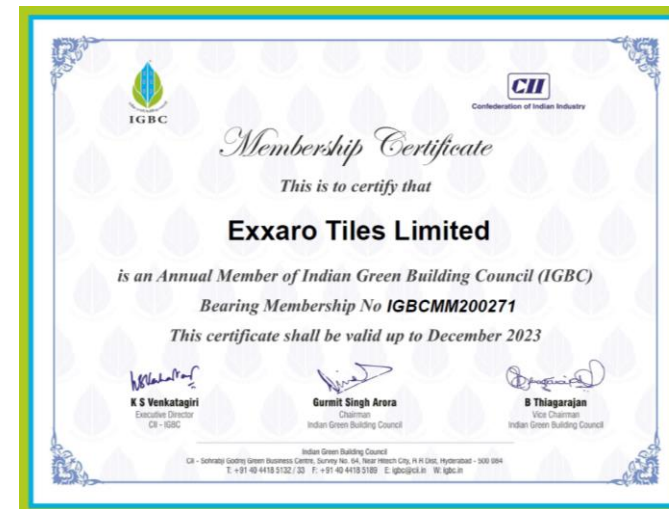 IGBC
CII
Confederation of Indian Industry
Membership Certificate
This is to certify that
Exxaro Tiles Limited
is an Annual Member of Indian Green Building Council (IGBC)
Bearing Membership No IGBCMM200271
This certificate shall be valid up to December 2023
K S Venkatagiri
Executive Director
CII - IGBC
Gurmit Singh Arora
Chairman
Indian Green Building Council
B Thiagarajan
Vice Chairman
Indian Green Building Council
Indian Green Building Council
CII - Sohrabji Godrej Green Business Centre, Survey No. 64, Near Hitech City, R R Dist, Hyderabad - 500 084
T: +91 40 4418 5132 / 33 F: +91 40 4418 5189 E: igbc@cii.in W: igbc.in